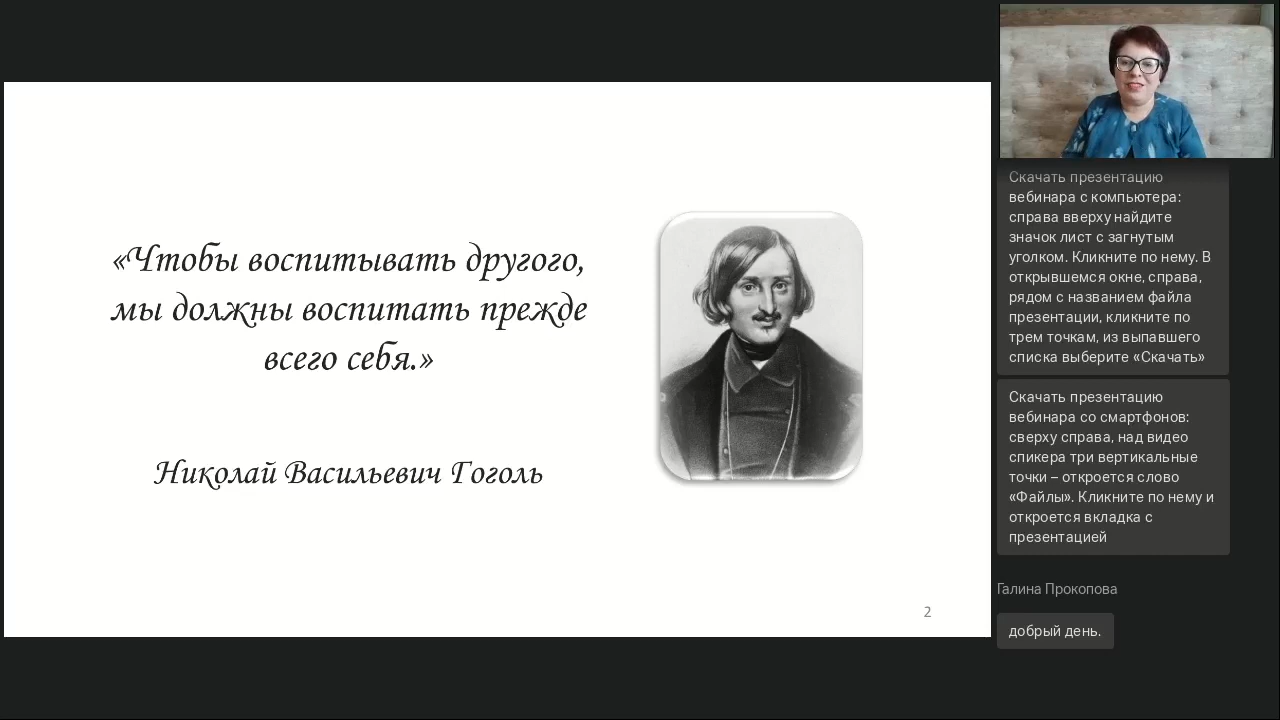 «Чтобы воспитывать другого,
мы должны воспитать прежде
всего себя.»
Николай Васильевич Гоголь
2
Скачать презентацию
вебинара с компьютера:
справа вверху найдите
значок лист с загнутым
уголком. Кликните по нему. В
открывшемся окне, справа,
рядом с названием файла
презентации, кликните по
трем точкам, из выпавшего
списка выберите «Скачать»
Скачать презентацию
вебинара со смартфонов:
сверху справа, над видео
спикера три вертикальные
точки – откроется слово
«Файлы». Кликните по нему и
откроется вкладка с
презентацией
Галина Прокопова
добрый день.